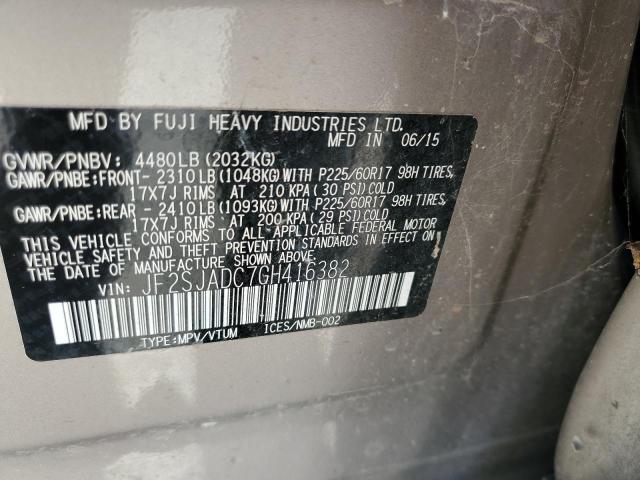 MFD BY FUJI HEAVY INDUSTRIES LTD.
MFD IN 06/15
GVWR/PNBV: 4480LB (2032KG)
GAWR/PNBE:FRONT- 2310LB(1048KG)WITH P225/60R17 98H TIRES,
17X7J RIMS AT 210 KPA (30 PSI)COLD
GAWR/PNBE:REAR - 2410LB(1093KG)WITH P225/60R17 98H TIRES,
17X7J RIMS AT 200 KPA (29 PSI)COLD
THIS VEHICLE CONFORMS TO ALL APPLICABLE FEDERAL MOTOR
VEHICLE SAFETY AND THEFT PREVENTION STANDARDS IN EFFECT
ON THE DATE OF MANUFACTURE SHOWN ABOVE.
VIN: JF2SJADC7GH416382
TYPE:MPV/VTUM ICES/NMB-002